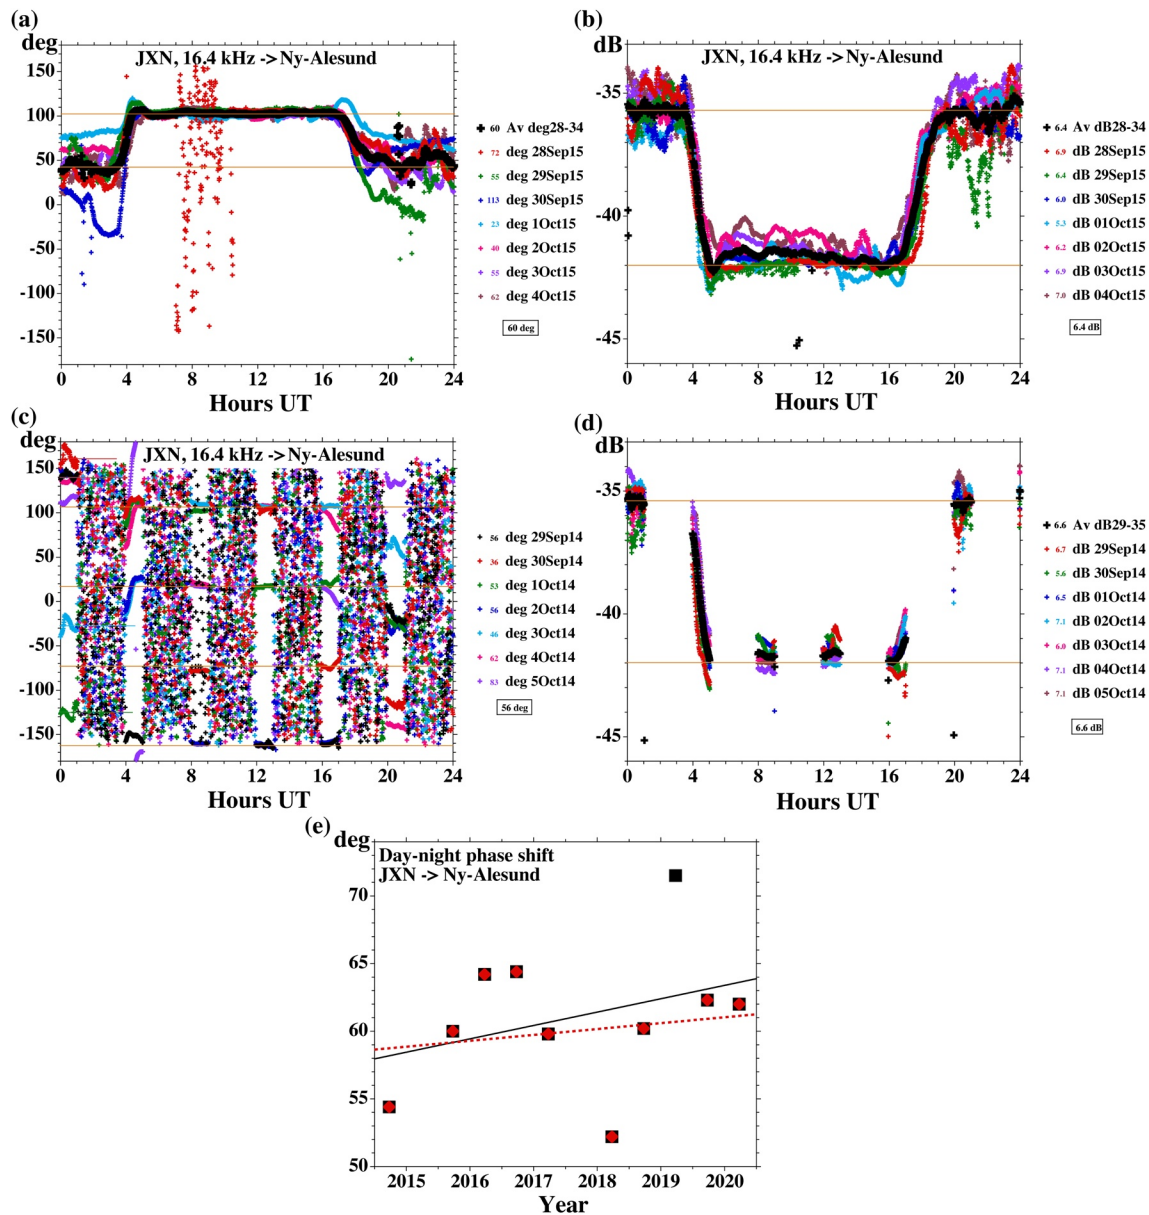 (a)
deg
JXN, 16.4 kHz -> Ny-Alesund
150
100
50
0
-50
-100
-150
0 4 8 12 16 20 24
Hours UT
60 Av deg28-34
72 deg 28Sep15
55 deg 29Sep15
113 deg 30Sep15
23 deg 1Oct15
40 deg 2Oct15
55 deg 3Oct15
62 deg 4Oct15
60 deg
(b)
dB
JXN, 16.4 kHz -> Ny-Alesund
-35
-40
-45
0 4 8 12 16 20 24
Hours UT
6.4 Av dB28-34
6.9 dB 28Sep15
6.4 dB 29Sep15
6.0 dB 30Sep15
5.3 dB 01Oct15
6.2 dB 02Oct15
6.9 dB 03Oct15
7.0 dB 04Oct15
6.4 dB
(c)
deg
JXN, 16.4 kHz -> Ny-Alesund
150
100
50
0
-50
-100
-150
0 4 8 12 16 20 24
Hours UT
56 deg 29Sep14
36 deg 30Sep14
53 deg 1Oct14
56 deg 2Oct14
46 deg 3Oct14
62 deg 4Oct14
83 deg 5Oct14
56 deg
(d)
dB
-35
-40
-45
0 4 8 12 16 20 24
Hours UT
6.6 Av dB29-35
6.7 dB 29Sep14
5.6 dB 30Sep14
6.5 dB 01Oct14
7.1 dB 02Oct14
6.0 dB 03Oct14
7.1 dB 04Oct14
7.1 dB 05Oct14
6.6 dB
(e)
deg
Day-night phase shift
JXN -> Ny-Alesund
70
65
60
55
50
2015 2016 2017 2018 2019 2020
Year